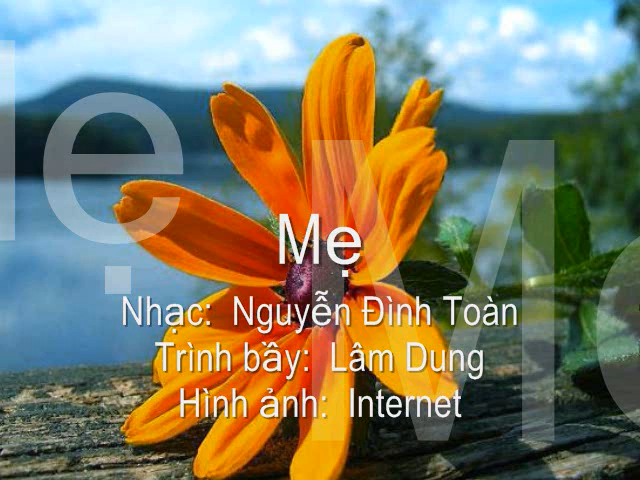 Mẹ
Nhạc: Nguyễn Đình Toàn
Trình bầy: Lâm Dung
Hình ảnh: Internet